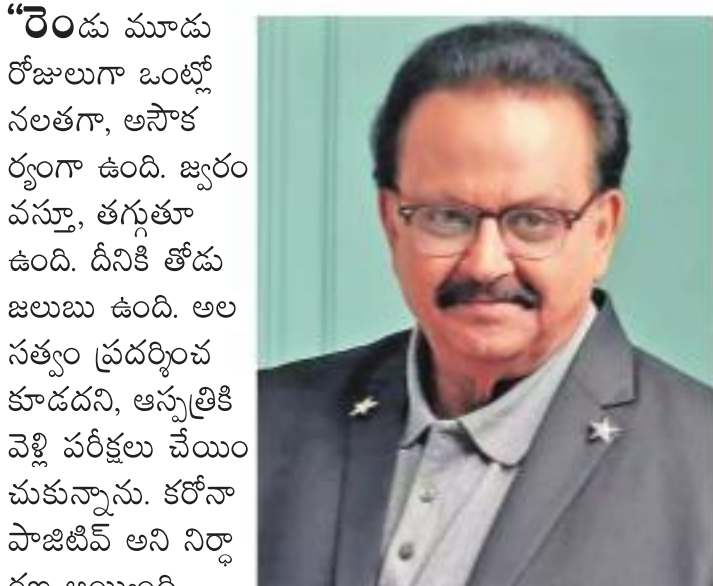 “రెండు మూడు
రోజులుగా ఒంట్లో
నలతగా, అసౌక
ర్యంగా ఉంది. జ్వరం
వస్తూ, తగ్గుతూ
ఉంది. దీనికి తోడు
జలుబు ఉంది. అల
సత్వం ప్రదర్శించ
కూడదని, ఆస్పత్రికి
వెళ్లి పరీక్షలు చేయిం
చుకున్నాను. కరోనా
పాజిటివ్ అని నిర్ధా